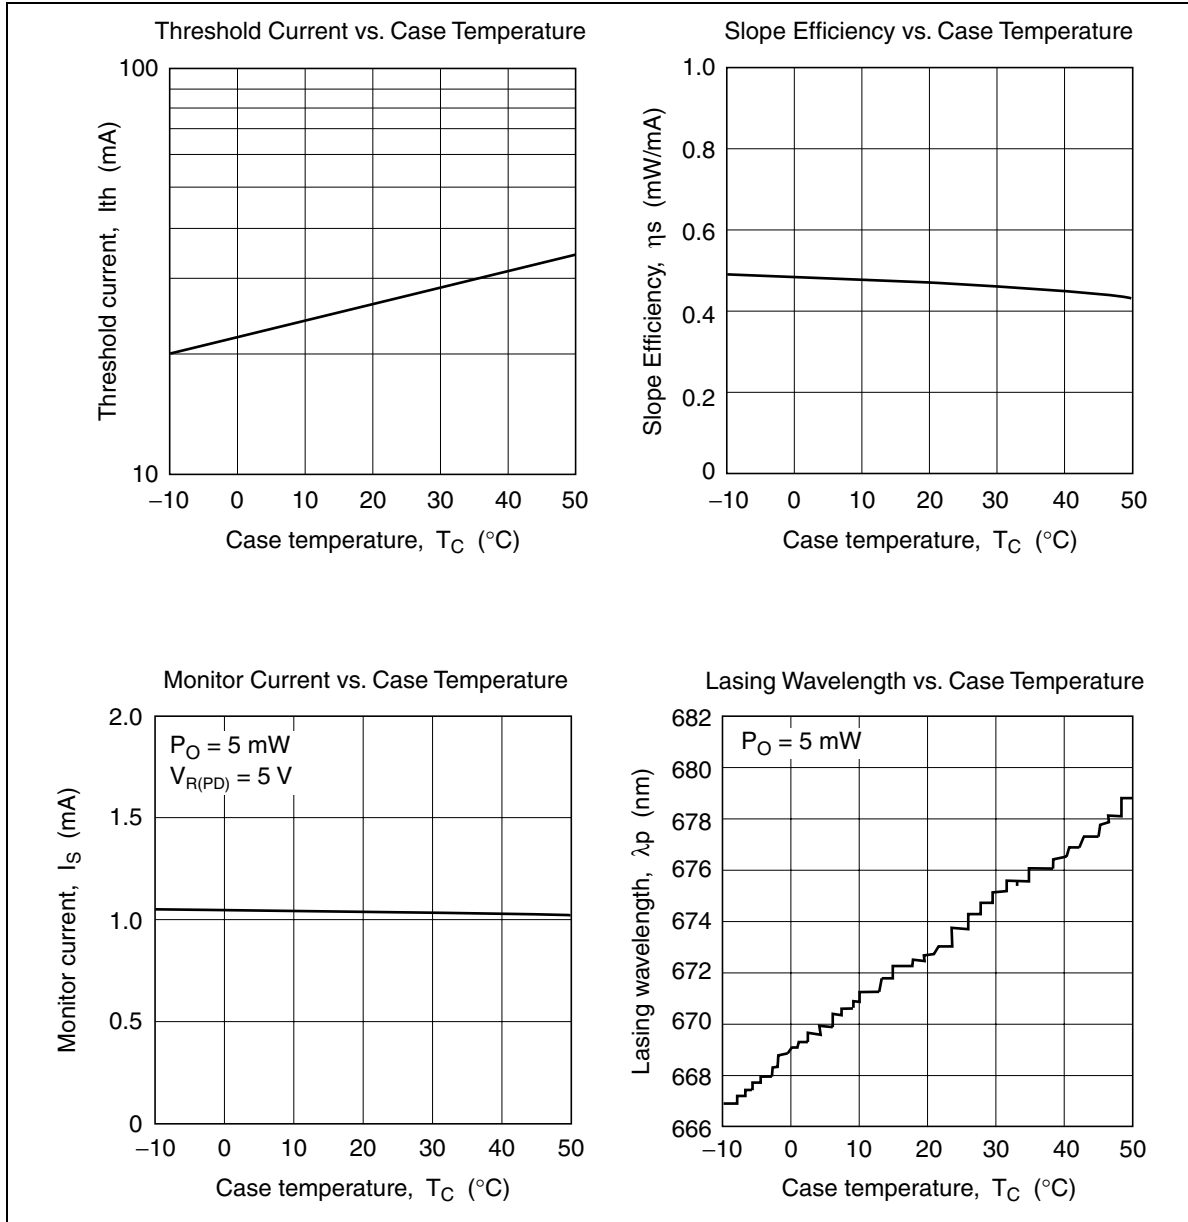 Threshold Current vs. Case Temperature
100
10
Threshold current, Ith (mA)
−10 0 10 20 30 40 50
Case temperature, TC (°C)
Slope Efficiency vs. Case Temperature
1.0
0.8
0.6
0.4
0.2
0
Slope Efficiency, ηs (mW/mA)
−10 0 10 20 30 40 50
Case temperature, TC (°C)
Monitor Current vs. Case Temperature
PO = 5 mW
VR(PD) = 5 V
2.0
1.5
1.0
0.5
0
Monitor current, IS (mA)
−10 0 10 20 30 40 50
Case temperature, TC (°C)
Lasing Wavelength vs. Case Temperature
PO = 5 mW
682
680
678
676
674
672
670
668
666
Lasing wavelength, λp (nm)
−10 0 10 20 30 40 50
Case temperature, TC (°C)